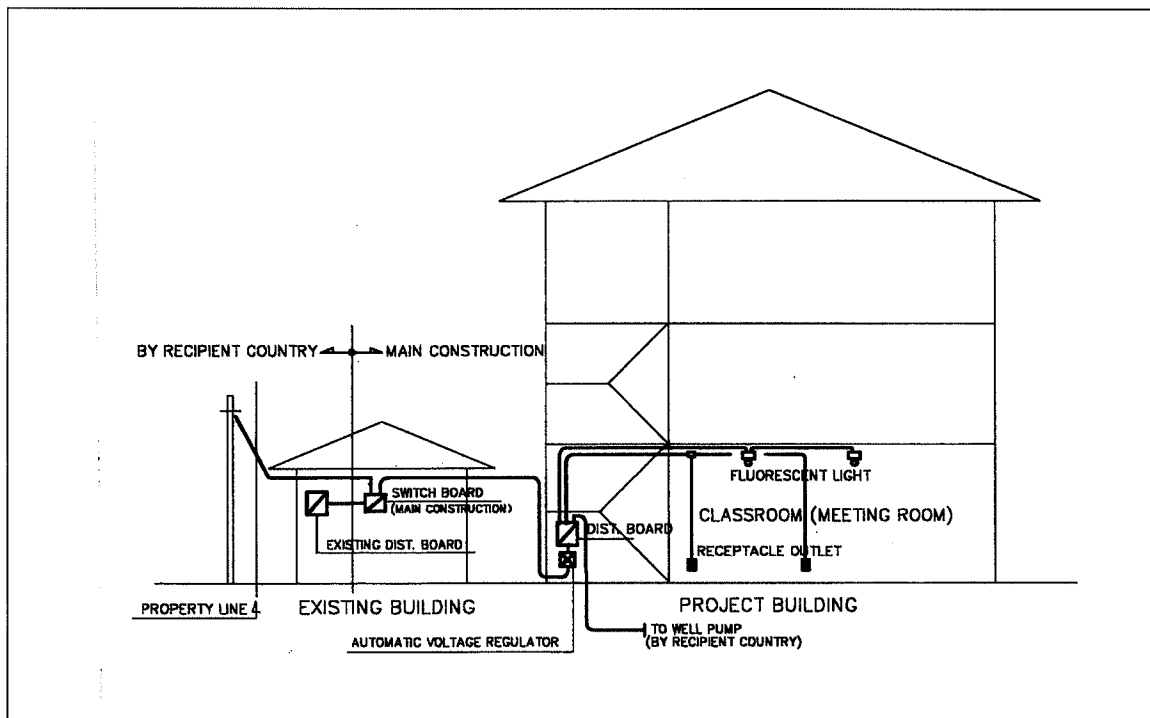 BY RECIPIENT COUNTRY
MAIN CONSTRUCTION
SWITCH BOARD
(MAIN CONSTRUCTION)
EXISTING DIST. BOARD
FLUORESCENT LIGHT
CLASSROOM (MEETING ROOM)
DIST. BOARD
RECEPTACLE OUTLET
PROPERTY LINE
EXISTING BUILDING
PROJECT BUILDING
AUTOMATIC VOLTAGE REGULATOR
TO WELL PUMP
(BY RECIPIENT COUNTRY)